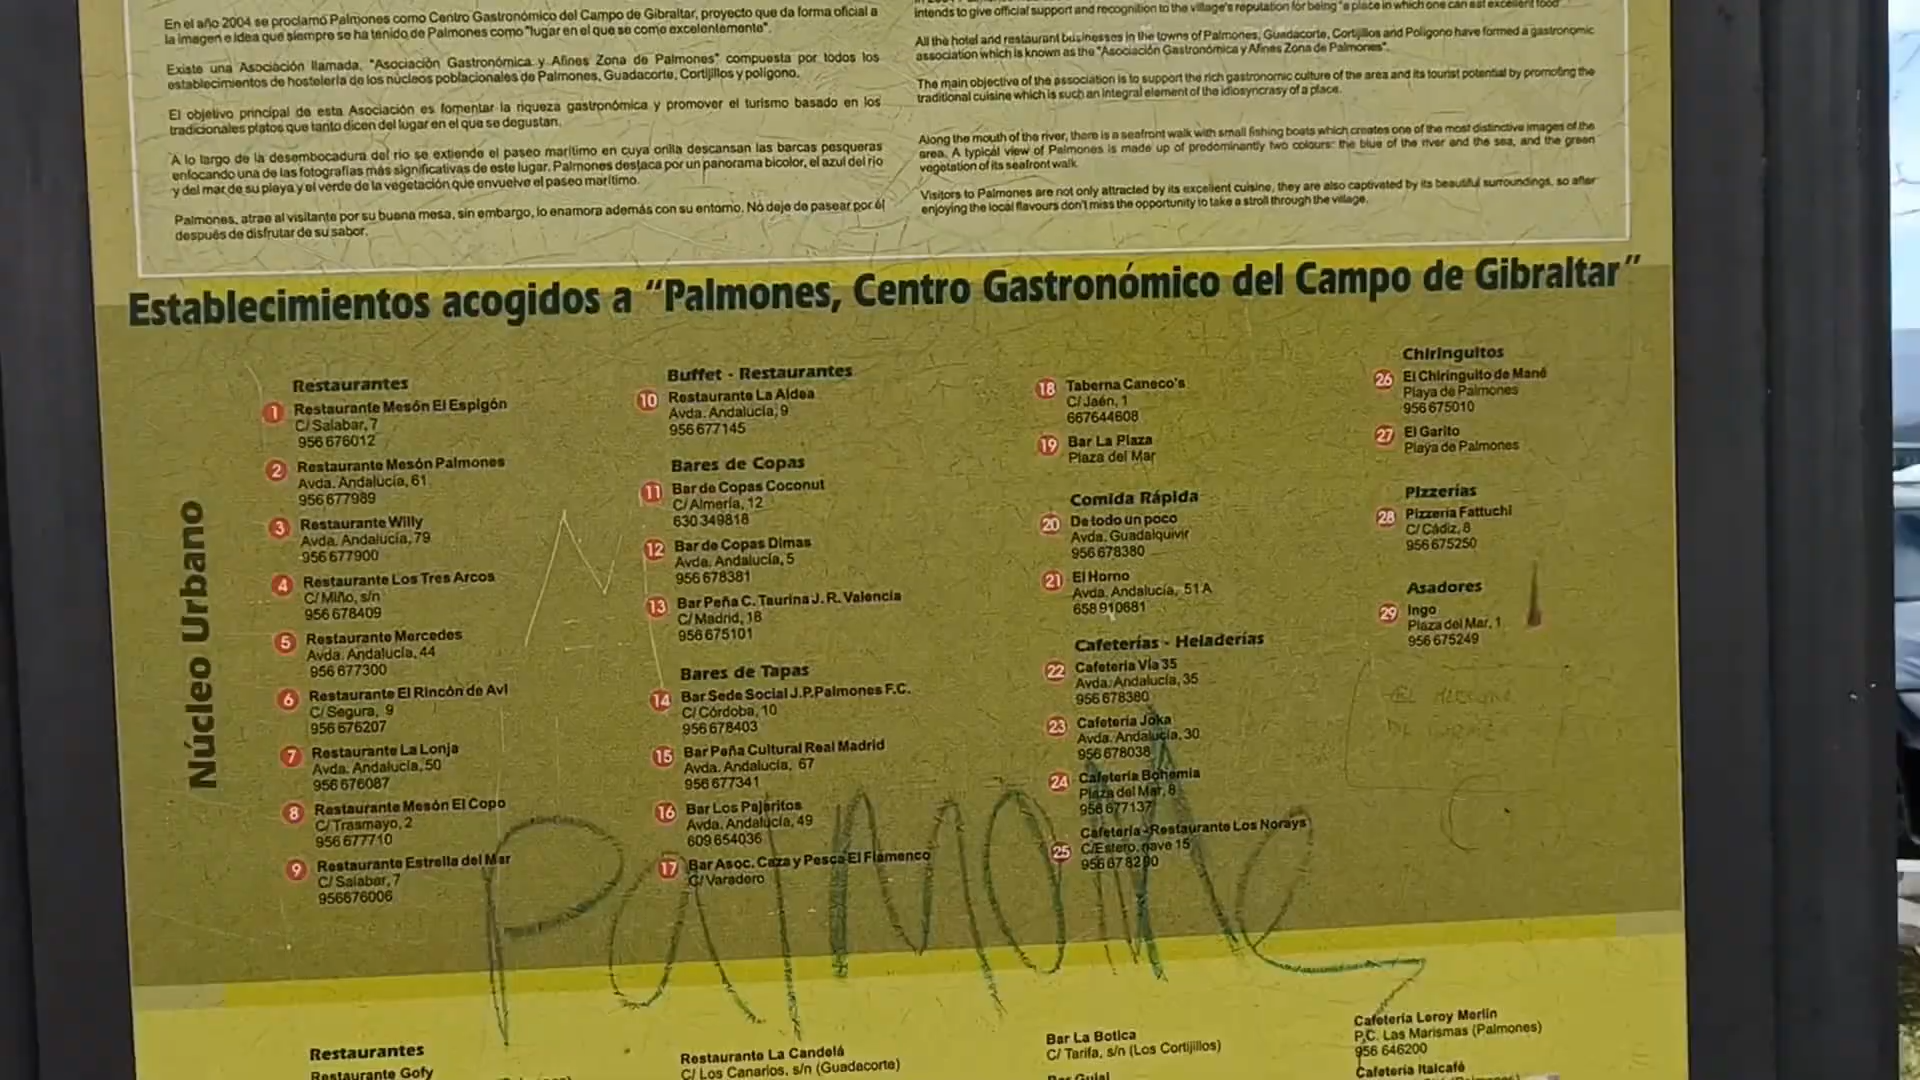 En el año 2004 se proclamó Palmones como Centro Gastronómico del Campo de Gibraltar, proyecto que da forma oficial a
la imagen e idea que siempre se ha tenido de Palmones como "lugar en el que se come excelentemente".
Existe una Asociación llamada, "Asociación Gastronómica y Afines Zona de Palmones" compuesta por todos los
establecimientos de hostelería de los núcleos poblacionales de Palmones, Guadacorte, Cortijillos y polígono.
El objetivo principal de esta Asociación es fomentar la riqueza gastronómica y promover el turismo basado en los
tradicionales platos que tanto dicen del lugar en el que se degustan.
A lo largo de la desembocadura del río se extiende el paseo marítimo en cuya orilla descansan las barcas pesqueras
enfocando una de las fotografías más significativas de este lugar. Palmones destaca por un panorama bicolor, el azul del río
y del mar de su playa y el verde de la vegetación que envuelve el paseo marítimo.
Palmones, atrae al visitante por su buena mesa, sin embargo, lo enamora además con su entorno. No deje de pasear por él
después de disfrutar de su sabor.
intends to give official support and recognition to the village's reputation for being "a place in which one can eat excellent food"
All the hotel and restaurant businesses in the towns of Palmones, Guadacorte, Cortijillos and Polígono have formed a gastronomic
association which is known as the "Asociación Gastronómica y Afines Zona de Palmones".
The main objective of the association is to support the rich gastronomic culture of the area and its tourist potential by promoting the
traditional cuisine which is such an integral element of the idiosyncrasy of a place.
Along the mouth of the river, there is a seafront walk with small fishing boats which creates one of the most distinctive images of the
area. A typical view of Palmones is made up of predominantly two colours: the blue of the river and the sea, and the green
vegetation of its seafront walk.
Visitors to Palmones are not only attracted by its excellent cuisine, they are also captivated by its beautiful surroundings, so after
enjoying the local flavours don't miss the opportunity to take a stroll through the village.
Establecimientos acogidos a "Palmones, Centro Gastronómico del Campo de Gibraltar"
Núcleo Urbano
Restaurantes
1 Restaurante Mesón El Espigón
C/ Salabar, 7
956 676012
2 Restaurante Mesón Palmones
Avda. Andalucía, 61
956 677989
3 Restaurante Willy
Avda. Andalucía, 79
956 677900
4 Restaurante Los Tres Arcos
C/ Miño, s/n
956 678409
5 Restaurante Mercedes
Avda. Andalucía, 44
956 677300
6 Restaurante El Rincón de Avi
C/ Segura, 9
956 676207
7 Restaurante La Lonja
Avda. Andalucía, 50
956 676087
8 Restaurante Mesón El Copo
C/ Trasmayo, 2
956 677710
9 Restaurante Estrella del Mar
C/ Salabar, 7
956676006
Buffet - Restaurantes
10 Restaurante La Aldea
Avda. Andalucía, 9
956 677145
Bares de Copas
11 Bar de Copas Coconut
C/ Almería, 12
630 349818
12 Bar de Copas Dimas
Avda. Andalucía, 5
956 678381
13 Bar Peña C. Taurina J. R. Valencia
C/ Madrid, 18
956 675101
Bares de Tapas
14 Bar Sede Social J.P.Palmones F.C.
C/ Córdoba, 10
956 678403
15 Bar Peña Cultural Real Madrid
Avda. Andalucía, 67
956 677341
16 Bar Los Pajaritos
Avda. Andalucía, 49
609 654036
17 Bar Asoc. Caza y Pesca El Flamenco
C/ Varadero
18 Taberna Caneco's
C/ Jaén, 1
667644608
19 Bar La Plaza
Plaza del Mar
Comida Rápida
20 De todo un poco
Avda. Guadalquivir
956 678380
21 El Horno
Avda. Andalucía, 51 A
658 910681
Cafeterías - Heladerías
22 Cafetería Vía 35
Avda. Andalucía, 35
956 678380
23 Cafetería Joka
Avda. Andalucía, 30
956 678038
24 Cafetería Bohemia
Plaza del Mar, 8
956 677137
25 Cafetería - Restaurante Los Norays
C/Estero, nave 15
956 67 82 90
Chiringuitos
26 El Chiringuito de Mané
Playa de Palmones
956 675010
27 El Garito
Playa de Palmones
Pizzerías
28 Pizzería Fattuchi
C/ Cádiz, 8
956 675250
Asadores
29 Ingo
Plaza del Mar, 1
956 675249
Palmone
Restaurantes
Restaurante Gofy
Restaurante La Candelá
C/ Los Canarios, s/n (Guadacorte)
Bar La Botica
C/ Tarifa, s/n (Los Cortijillos)
Cafetería Leroy Merlin
P.C. Las Marismas (Palmones)
956 646200
Cafetería Italcafé